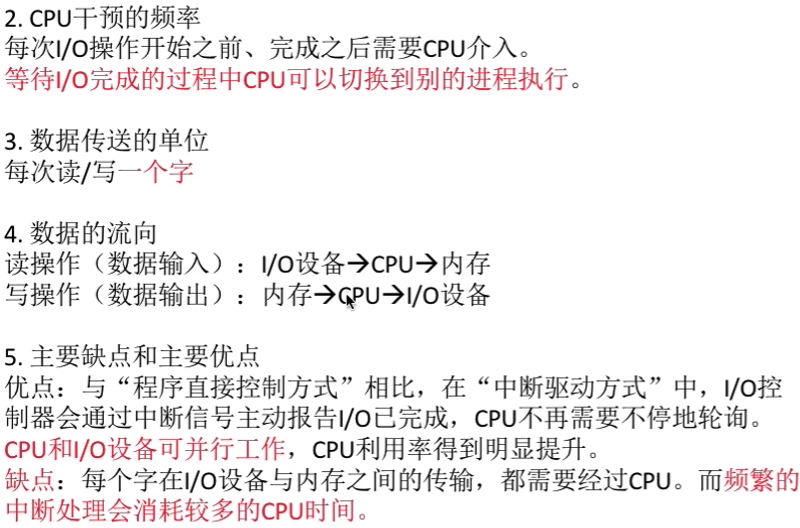 2. CPU干预的频率
每次I/O操作开始之前、完成之后需要CPU介入。
等待I/O完成的过程中CPU可以切换到别的进程执行。
3. 数据传送的单位
每次读/写一个字
4. 数据的流向
读操作（数据输入）：I/O设备→CPU→内存
写操作（数据输出）：内存→CPU→I/O设备
5. 主要缺点和主要优点
优点：与“程序直接控制方式”相比，在“中断驱动方式”中，I/O控
制器会通过中断信号主动报告I/O已完成，CPU不再需要不停地轮询。
CPU和I/O设备可并行工作，CPU利用率得到明显提升。
缺点：每个字在I/O设备与内存之间的传输，都需要经过CPU。而频繁的
中断处理会消耗较多的CPU时间。